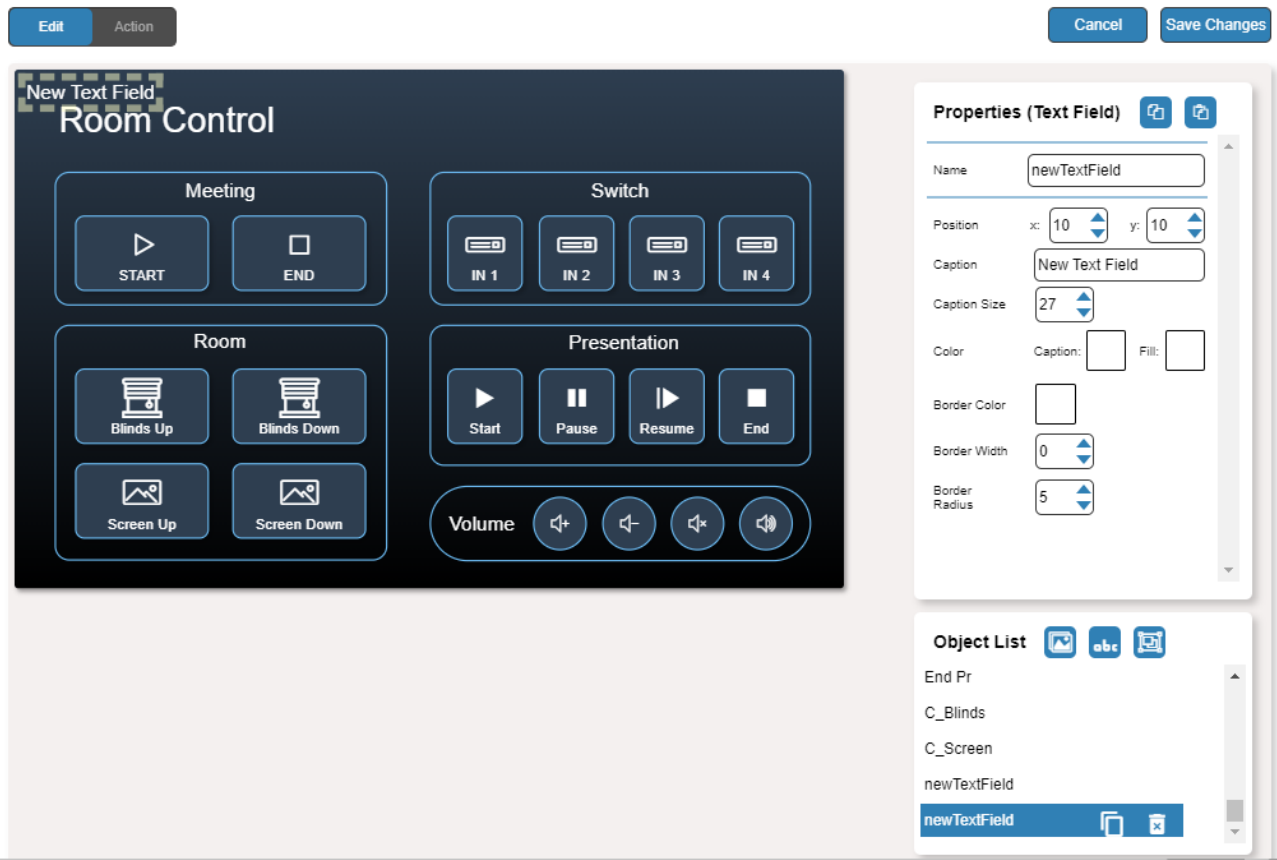 Edit Action Cancel Save Changes
New Text Field
Room Control
Meeting
START END
Switch
IN 1 IN 2 IN 3 IN 4
Room
Blinds Up Blinds Down
Screen Up Screen Down
Presentation
Start Pause Resume End
Volume
Properties (Text Field)
Name newTextField
Position x: 10 y: 10
Caption New Text Field
Caption Size 27
Color Caption: Fill:
Border Color
Border Width 0
Border
Radius 5
Object List abc
End Pr
C_Blinds
C_Screen
newTextField
newTextField